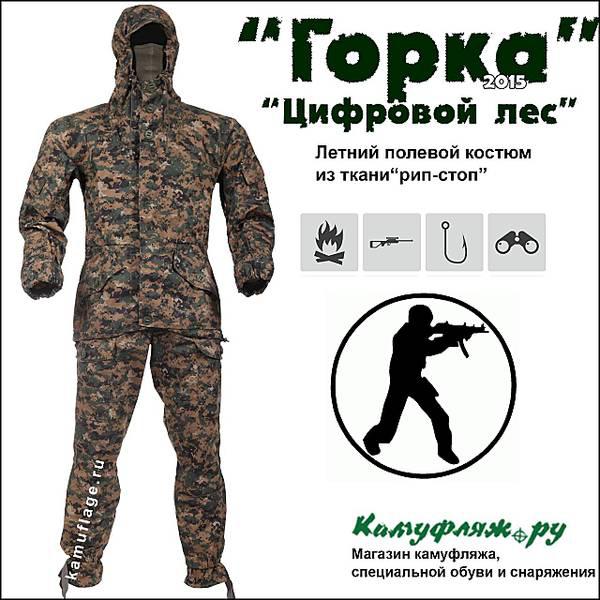 “Горка”
2015
“Цифровой лес”
Летний полевой костюм
из ткани“рип-стоп”
kamuflage.ru
Камуфляж.ру
Магазин камуфляжа,
специальной обуви и снаряжения